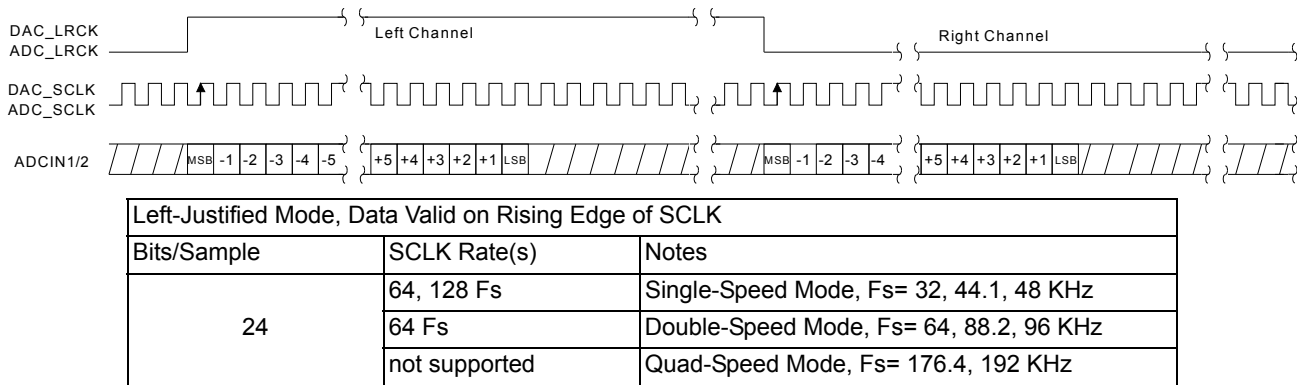 DAC_LRCK
ADC_LRCK
Left Channel
Right Channel
DAC_SCLK
ADC_SCLK
ADCIN1/2
MSB -1 -2 -3 -4 -5 +5 +4 +3 +2 +1 LSB MSB -1 -2 -3 -4 +5 +4 +3 +2 +1 LSB
Left-Justified Mode, Data Valid on Rising Edge of SCLK
Bits/Sample SCLK Rate(s) Notes
24
64, 128 Fs Single-Speed Mode, Fs= 32, 44.1, 48 KHz
64 Fs Double-Speed Mode, Fs= 64, 88.2, 96 KHz
not supported Quad-Speed Mode, Fs= 176.4, 192 KHz